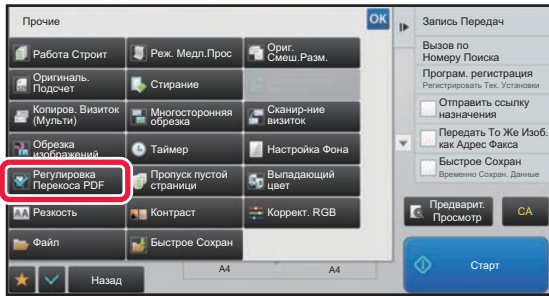 Прочие
OK
Работа Строит
Реж. Медл.Прос
Ориг.
Смеш.Разм.
Оригиналь.
Подсчет
Стирание
Копиров. Визиток
(Мульти)
Многосторонняя
обрезка
Сканир-ние
визиток
Обрезка
изображений
Таймер
Настройка Фона
Регулировка
Перекоса PDF
Пропуск пустой
страници
Выпадающий
цвет
Резкость
Контраст
Коррект. RGB
Файл
Быстрое Сохран
Назад
A4
A4
Запись Передач
Вызов по
Номеру Поиска
Програм. регистрация
Регистрировать Тек. Установки
Отправить ссылку
назначения
Передать То Же Изоб.
как Адрес Факса
Быстрое Сохран
Временно Сохран. Данные
Предварит.
Просмотр
CA
Старт